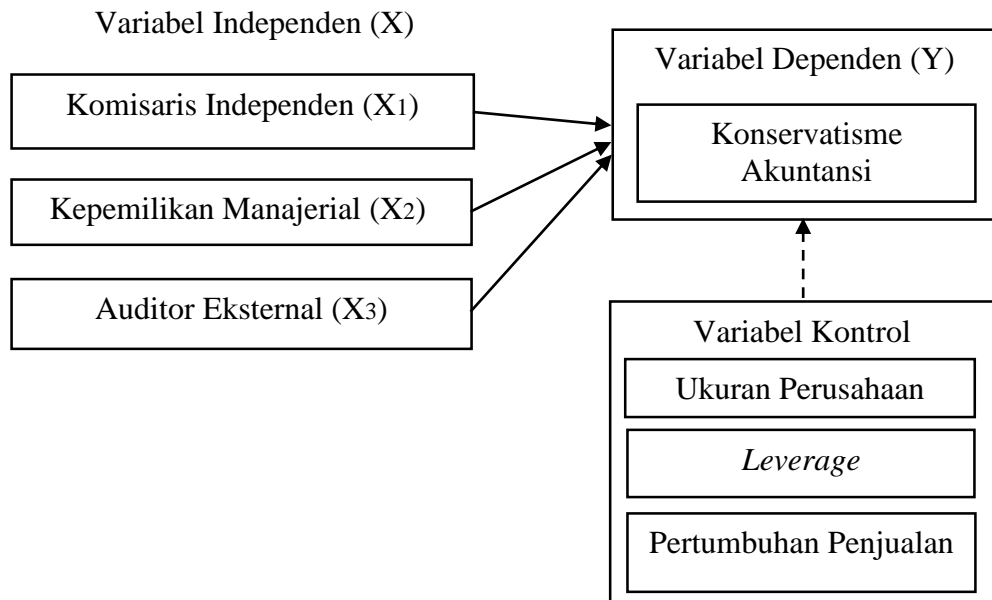 Variabel Independen (X)
Komisaris Independen (X1)
Kepemilikan Manajerial (X2)
Auditor Eksternal (X3)
Variabel Dependen (Y)
Konservatisme
Akuntansi
Variabel Kontrol
Ukuran Perusahaan
Leverage
Pertumbuhan Penjualan